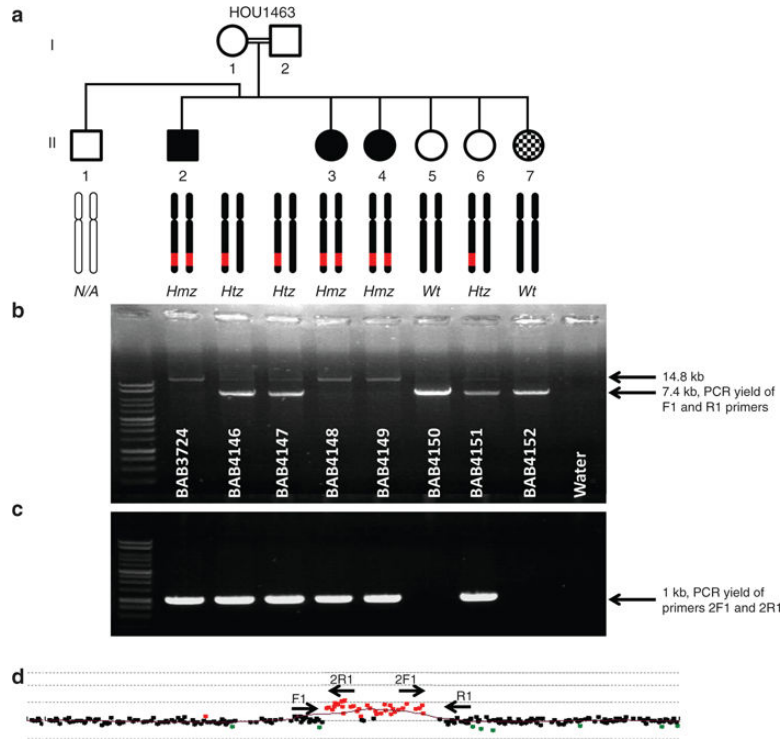 a
HOU1463
I
1 2
II
1 2 3 4 5 6 7
N/A Hmz Htz Htz Hmz Hmz Wt Htz Wt
b
14.8 kb
7.4 kb, PCR yield of
F1 and R1 primers
BAB3724
BAB4146
BAB4147
BAB4148
BAB4149
BAB4150
BAB4151
BAB4152
Water
c
1 kb, PCR yield of
primers 2F1 and 2R1
d
2R1 2F1
F1 R1